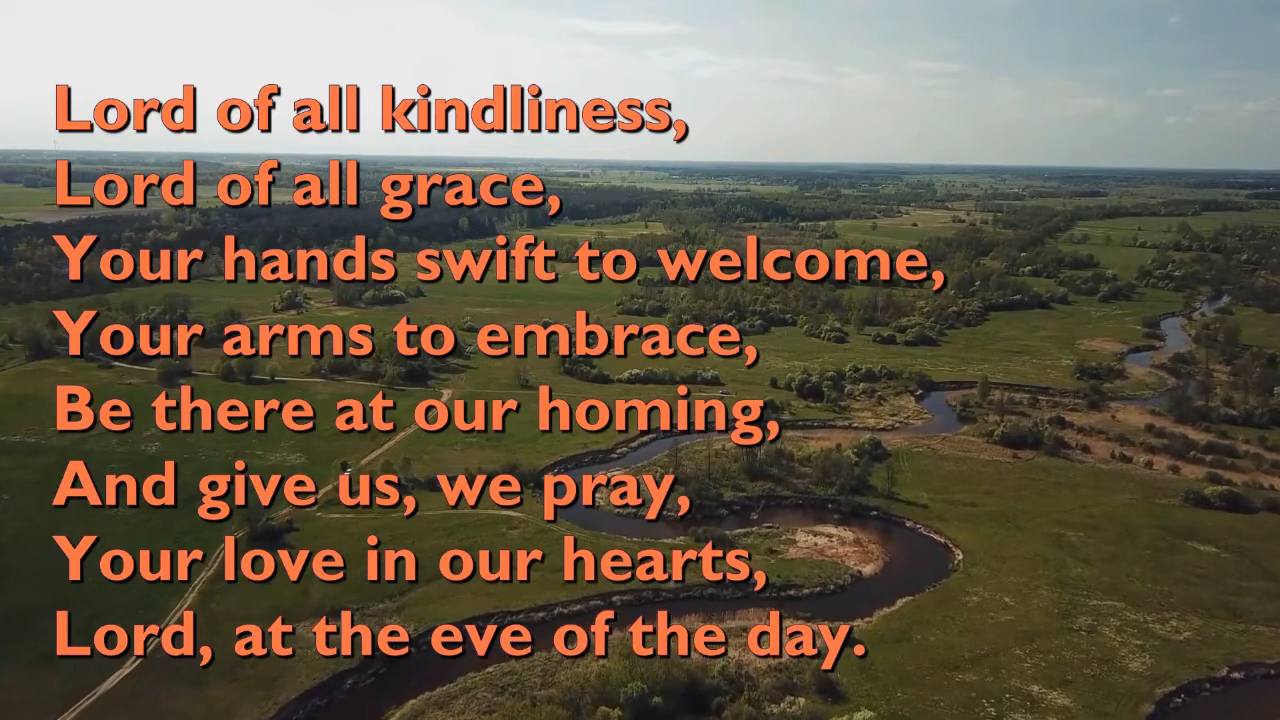 Lord of all kindliness,
Lord of all grace,
Your hands swift to welcome,
Your arms to embrace,
Be there at our homing,
And give us, we pray,
Your love in our hearts,
Lord, at the eve of the day.